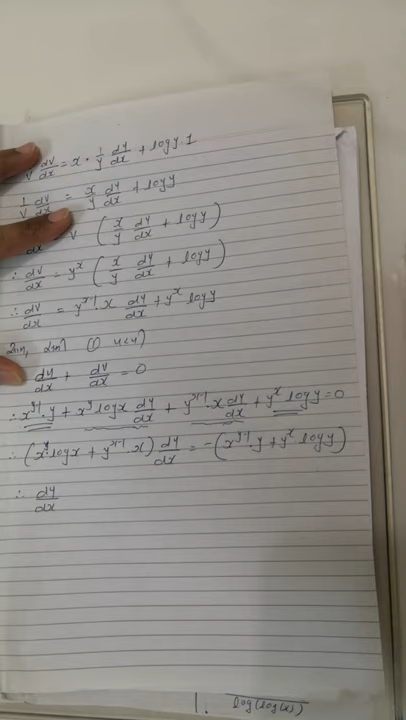 1/v dv/dx = x · 1/y dy/dx + log y · 1
1/v dv/dx = x/y dy/dx + log y
dx = v (x/y dy/dx + log y)
∴ dv/dx = y^x (x/y dy/dx + log y)
∴ dv/dx = y^(x-1) · x dy/dx + y^x log y
①
du/dx + dv/dx = 0
∴ x^(y-1) · y + x^y log x dy/dx + y^(x-1) · x dy/dx + y^x log y = 0
∴ (x^y · log x + y^(x-1) · x) dy/dx = -(x^(y-1) · y + y^x log y)
∴ dy/dx
log(log(x))